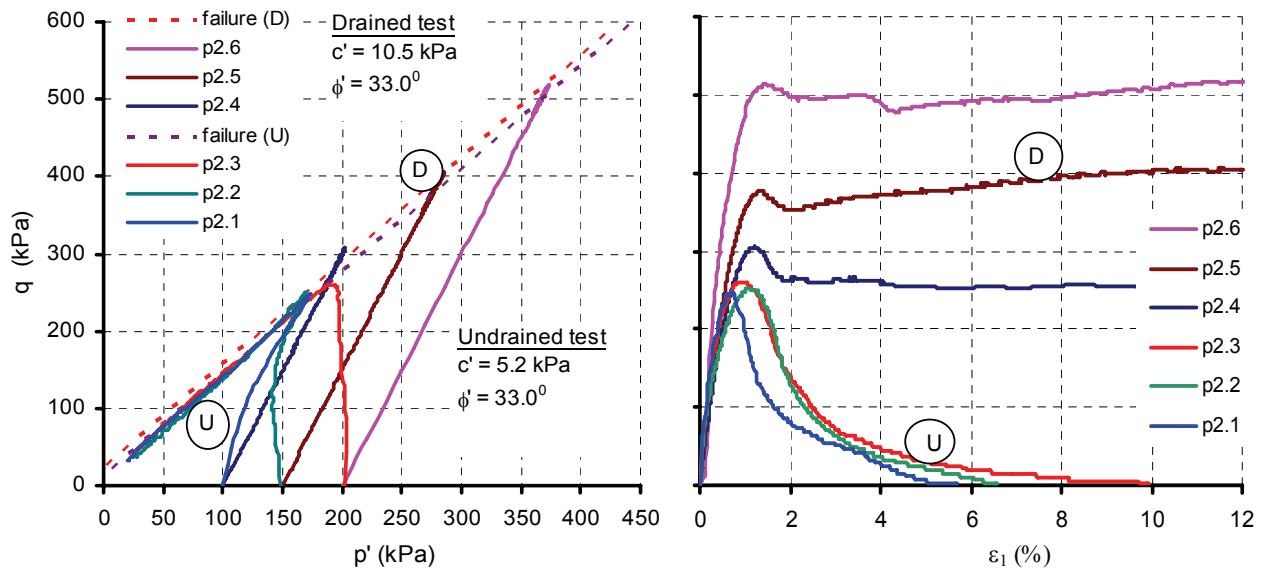 failure (D)
p2.6
p2.5
p2.4
failure (U)
p2.3
p2.2
p2.1
Drained test
c' = 10.5 kPa
ϕ' = 33.0⁰
D
U
Undrained test
c' = 5.2 kPa
ϕ' = 33.0⁰
600
500
400
300
200
100
0
q (kPa)
0 50 100 150 200 250 300 350 400 450
p' (kPa)
D
U
p2.6
p2.5
p2.4
p2.3
p2.2
p2.1
0 2 4 6 8 10 12
ε₁ (%)